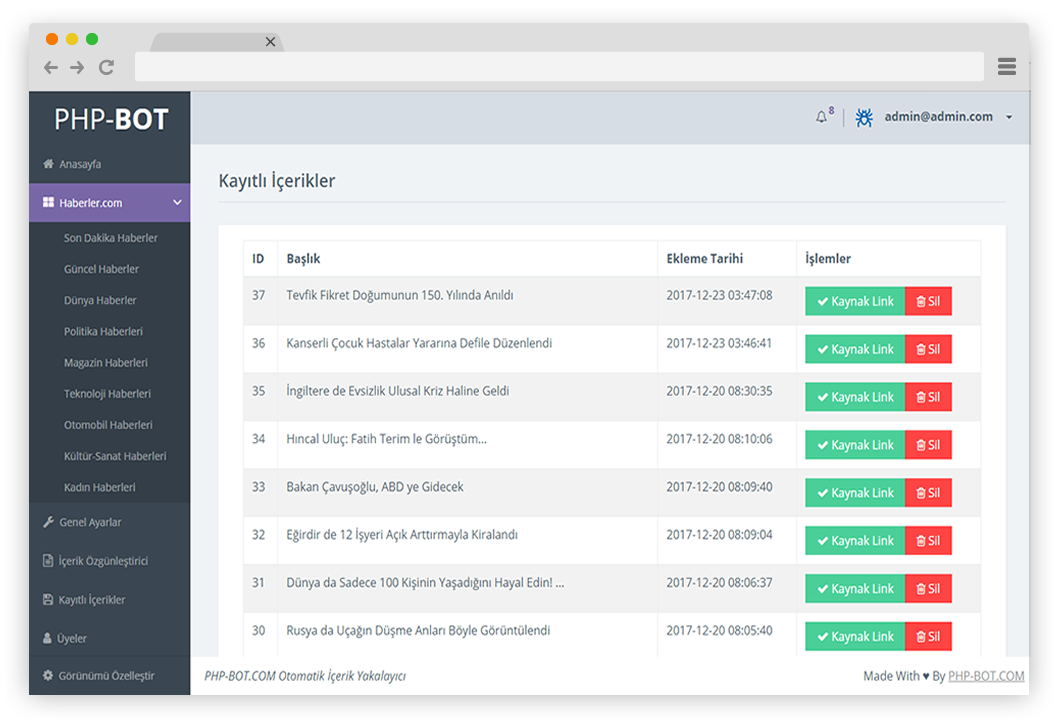 PHP-BOT
8
admin@admin.com
Anasayfa
Haberler.com
Son Dakika Haberler
Güncel Haberler
Dünya Haberler
Politika Haberleri
Magazin Haberleri
Teknoloji Haberleri
Otomobil Haberleri
Kültür-Sanat Haberleri
Kadın Haberleri
Genel Ayarlar
İçerik Özgünleştirici
Kayıtlı İçerikler
Üyeler
Görünümü Özelleştir
Kayıtlı İçerikler
ID Başlık Ekleme Tarihi İşlemler
37 Tevfik Fikret Doğumunun 150. Yılında Anıldı 2017-12-23 03:47:08 Kaynak Link Sil
36 Kanserli Çocuk Hastalar Yararına Defile Düzenlendi 2017-12-23 03:46:41 Kaynak Link Sil
35 İngiltere de Evsizlik Ulusal Kriz Haline Geldi 2017-12-20 08:30:35 Kaynak Link Sil
34 Hıncal Uluç: Fatih Terim le Görüştüm... 2017-12-20 08:10:06 Kaynak Link Sil
33 Bakan Çavuşoğlu, ABD ye Gidecek 2017-12-20 08:09:40 Kaynak Link Sil
32 Eğirdir de 12 İşyeri Açık Arttırmayla Kiralandı 2017-12-20 08:09:04 Kaynak Link Sil
31 Dünya da Sadece 100 Kişinin Yaşadığını Hayal Edin! ... 2017-12-20 08:06:37 Kaynak Link Sil
30 Rusya da Uçağın Düşme Anları Böyle Görüntülendi 2017-12-20 08:05:40 Kaynak Link Sil
PHP-BOT.COM Otomatik İçerik Yakalayıcı
Made With ♥ By PHP-BOT.COM